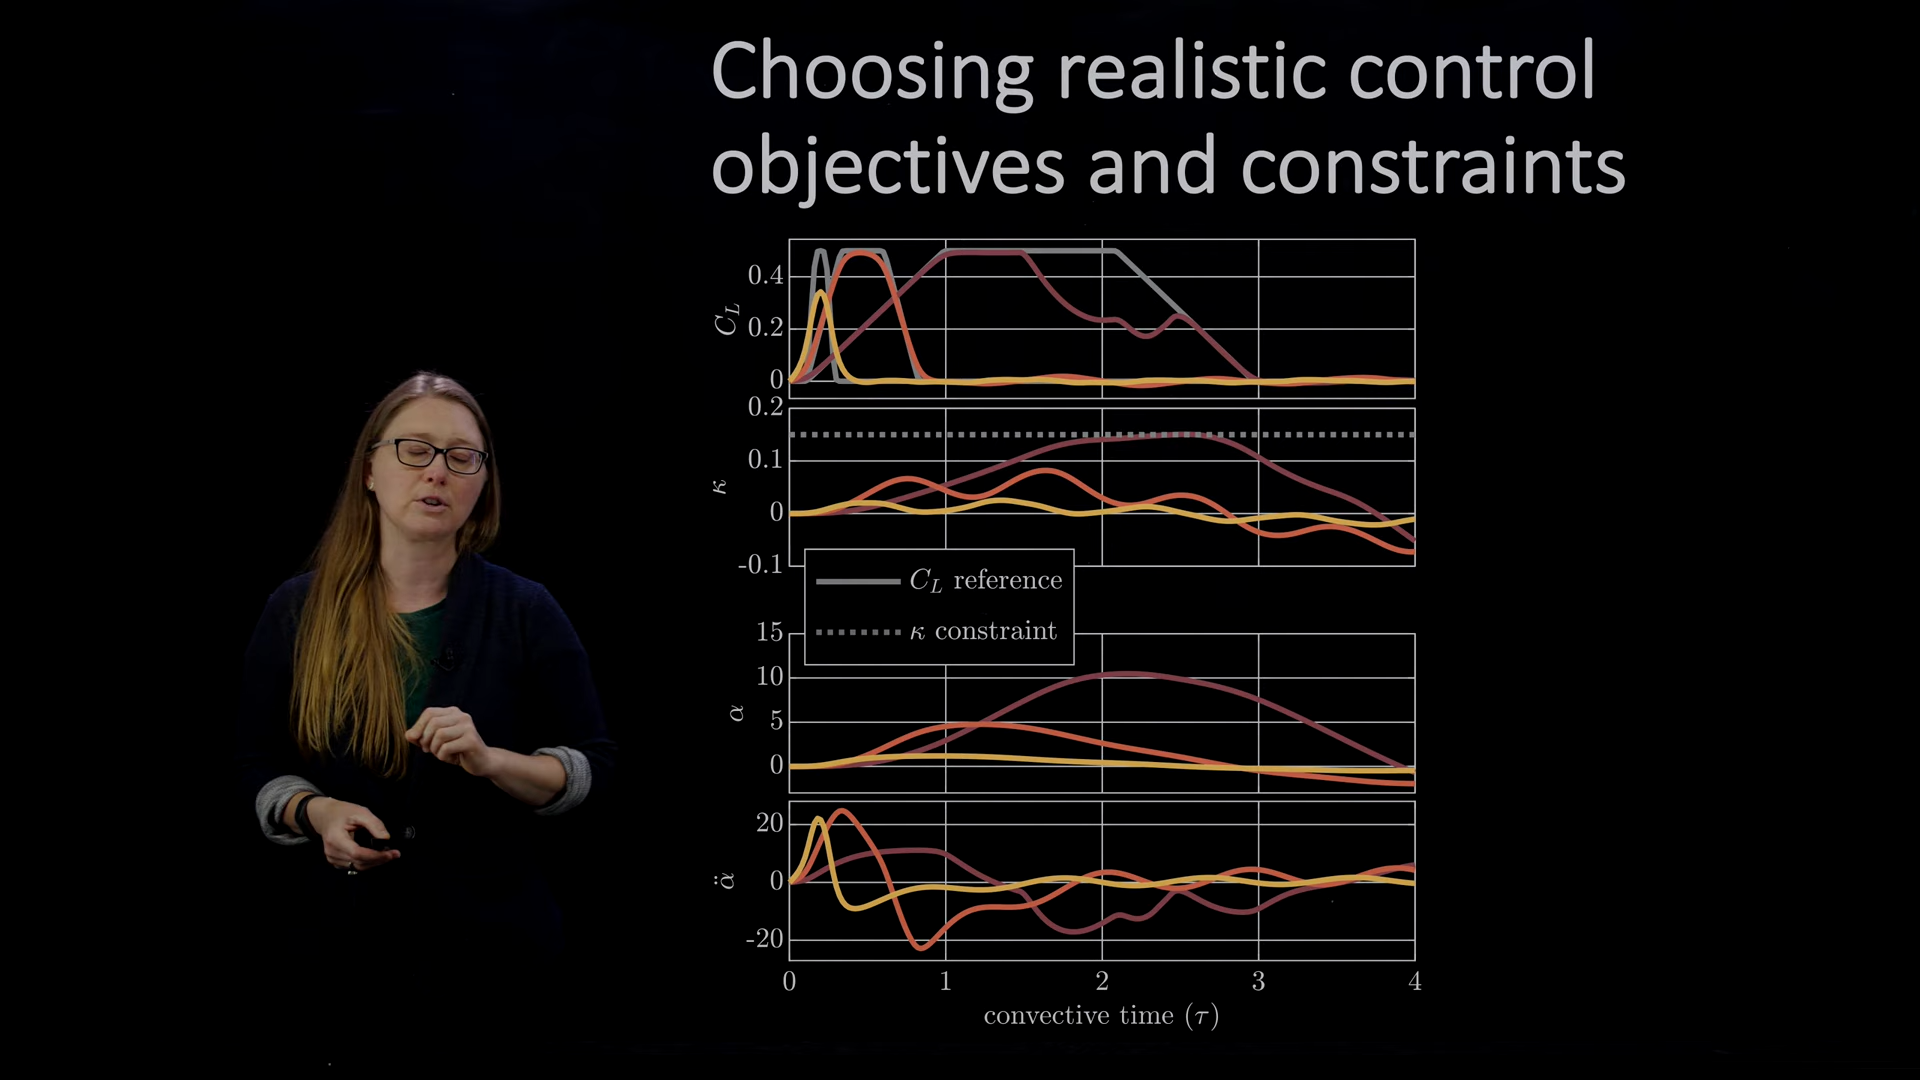 Choosing realistic control
objectives and constraints
C_L
0.4
0.2
0
κ
0.2
0.1
0
-0.1
C_L reference
κ constraint
α
15
10
5
0
α̈
20
0
-20
0 1 2 3 4
convective time (τ)